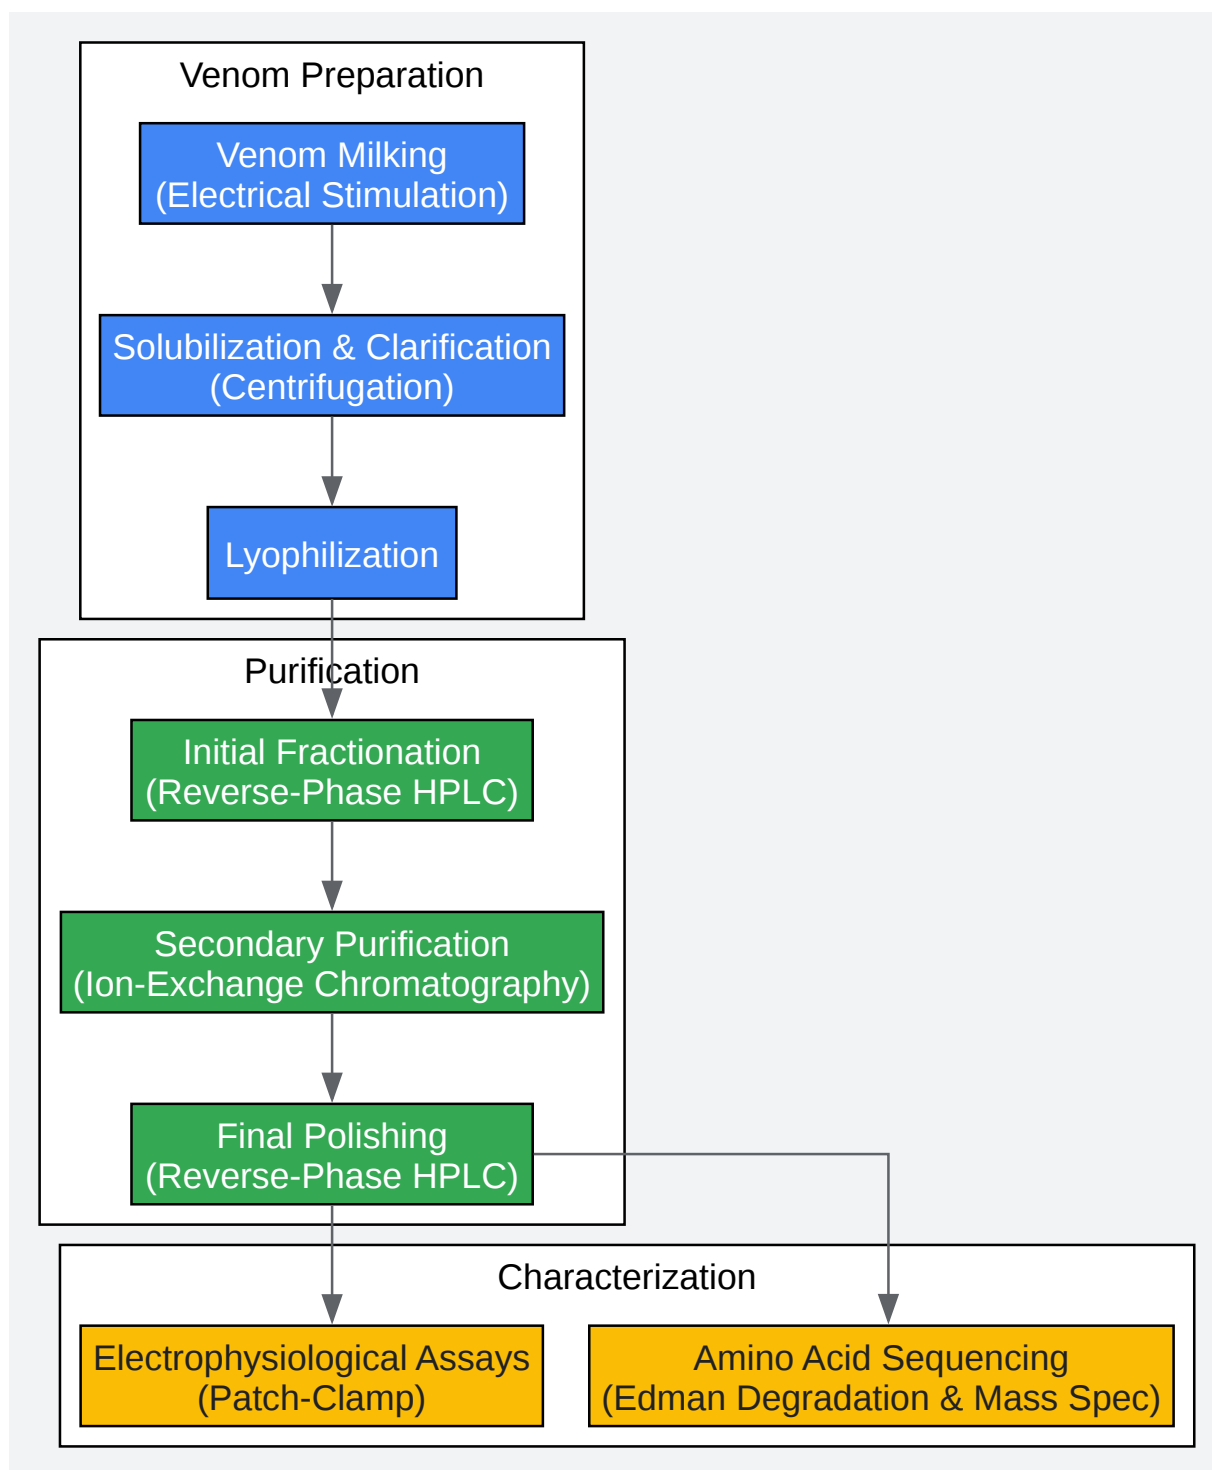 Venom Preparation
Venom Milking
(Electrical Stimulation)
Solubilization & Clarification
(Centrifugation)
Lyophilization
Purification
Initial Fractionation
(Reverse-Phase HPLC)
Secondary Purification
(Ion-Exchange Chromatography)
Final Polishing
(Reverse-Phase HPLC)
Characterization
Electrophysiological Assays
(Patch-Clamp)
Amino Acid Sequencing
(Edman Degradation & Mass Spec)